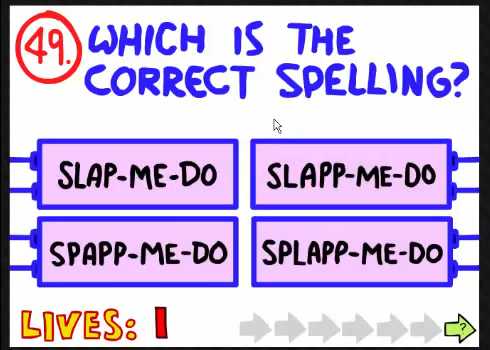 49. WHICH IS THE
CORRECT SPELLING?
SLAP-ME-DO
SLAPP-ME-DO
SPAPP-ME-DO
SPLAPP-ME-DO
LIVES: 1
?